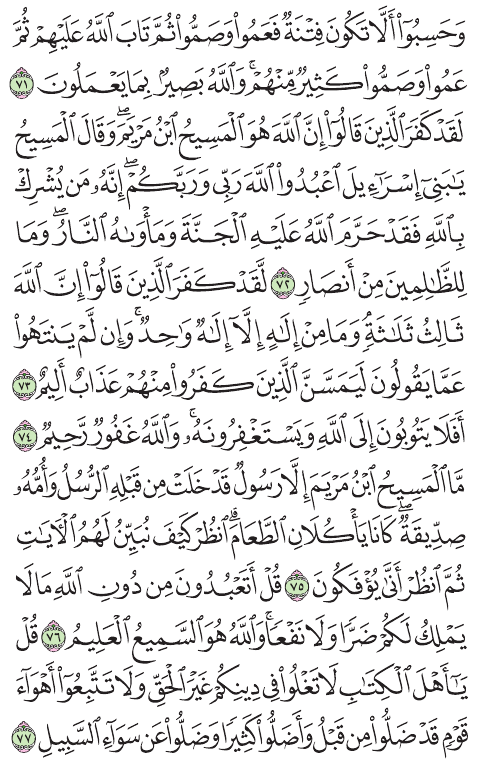 وَحَسِبُوٓا۟ أَلَّا تَكُونَ فِتْنَةٌ فَعَمُوا۟ وَصَمُّوا۟ ثُمَّ تَابَ ٱللَّهُ عَلَيْهِمْ ثُمَّ
عَمُوا۟ وَصَمُّوا۟ كَثِيرٌ مِّنْهُمْ ۚ وَٱللَّهُ بَصِيرٌۢ بِمَا يَعْمَلُونَ ٧١
لَقَدْ كَفَرَ ٱلَّذِينَ قَالُوٓا۟ إِنَّ ٱللَّهَ هُوَ ٱلْمَسِيحُ ٱبْنُ مَرْيَمَ ۖ وَقَالَ ٱلْمَسِيحُ
يَـٰبَنِىٓ إِسْرَٰٓءِيلَ ٱعْبُدُوا۟ ٱللَّهَ رَبِّى وَرَبَّكُمْ ۖ إِنَّهُۥ مَن يُشْرِكْ
بِٱللَّهِ فَقَدْ حَرَّمَ ٱللَّهُ عَلَيْهِ ٱلْجَنَّةَ وَمَأْوَىٰهُ ٱلنَّارُ ۖ وَمَا
لِلظَّـٰلِمِينَ مِنْ أَنصَارٍ ٧٢ لَّقَدْ كَفَرَ ٱلَّذِينَ قَالُوٓا۟ إِنَّ ٱللَّهَ
ثَالِثُ ثَلَـٰثَةٍ ۘ وَمَا مِنْ إِلَـٰهٍ إِلَّآ إِلَـٰهٌ وَٰحِدٌ ۚ وَإِن لَّمْ يَنتَهُوا۟
عَمَّا يَقُولُونَ لَيَمَسَّنَّ ٱلَّذِينَ كَفَرُوا۟ مِنْهُمْ عَذَابٌ أَلِيمٌ ٧٣
أَفَلَا يَتُوبُونَ إِلَى ٱللَّهِ وَيَسْتَغْفِرُونَهُۥ ۚ وَٱللَّهُ غَفُورٌ رَّحِيمٌ ٧٤
مَّا ٱلْمَسِيحُ ٱبْنُ مَرْيَمَ إِلَّا رَسُولٌ قَدْ خَلَتْ مِن قَبْلِهِ ٱلرُّسُلُ وَأُمُّهُۥ
صِدِّيقَةٌ ۖ كَانَا يَأْكُلَانِ ٱلطَّعَامَ ۗ ٱنظُرْ كَيْفَ نُبَيِّنُ لَهُمُ ٱلْـَٔايَـٰتِ
ثُمَّ ٱنظُرْ أَنَّىٰ يُؤْفَكُونَ ٧٥ قُلْ أَتَعْبُدُونَ مِن دُونِ ٱللَّهِ مَا لَا
يَمْلِكُ لَكُمْ ضَرًّا وَلَا نَفْعًا ۚ وَٱللَّهُ هُوَ ٱلسَّمِيعُ ٱلْعَلِيمُ ٧٦ قُلْ
يَـٰٓأَهْلَ ٱلْكِتَـٰبِ لَا تَغْلُوا۟ فِى دِينِكُمْ غَيْرَ ٱلْحَقِّ وَلَا تَتَّبِعُوٓا۟ أَهْوَآءَ
قَوْمٍ قَدْ ضَلُّوا۟ مِن قَبْلُ وَأَضَلُّوا۟ كَثِيرًا وَضَلُّوا۟ عَن سَوَآءِ ٱلسَّبِيلِ ٧٧